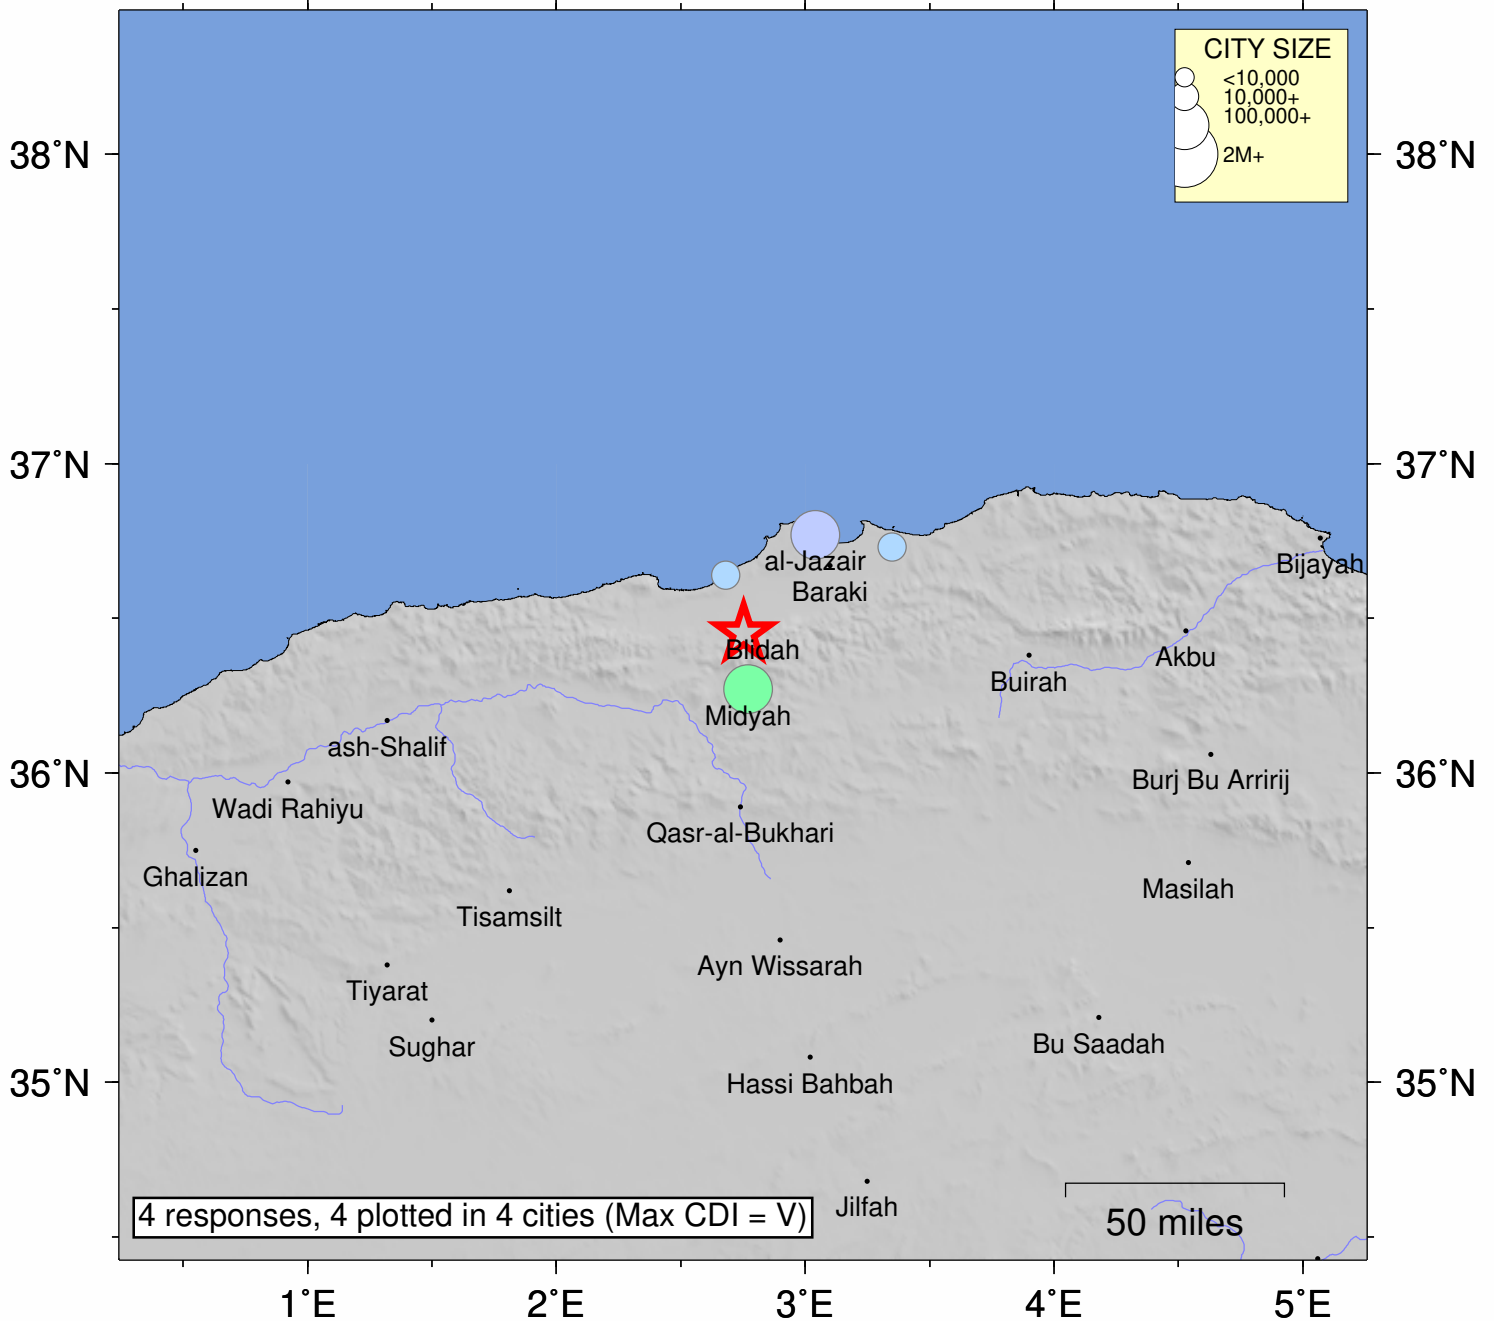 CITY SIZE
<10,000
10,000+
100,000+
2M+
38°N
38°N
37°N
37°N
al-Jazair
Bijayah
Baraki
Blidah
Akbu
Buirah
Midyah
ash-Shalif
36°N
36°N
Burj Bu Arririj
Wadi Rahiyu
Qasr-al-Bukhari
Ghalizan
Masilah
Tisamsilt
Ayn Wissarah
Tiyarat
Sughar
Bu Saadah
35°N
35°N
Hassi Bahbah
Jilfah
4 responses, 4 plotted in 4 cities (Max CDI = V)
50 miles
1°E
2°E
3°E
4°E
5°E